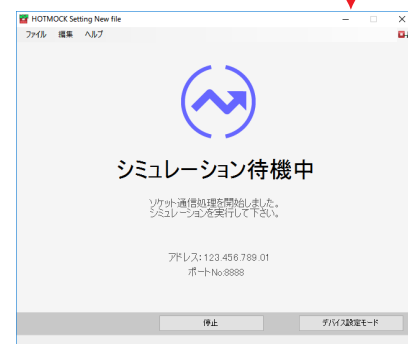 HOTMOCK Setting New file
ファイル 編集 ヘルプ
シミュレーション待機中
ソケット通信処理を開始しました。
シミュレーションを実行して下さい。
アドレス:123.456.789.01
ポートNo:8888
停止 デバイス設定モード